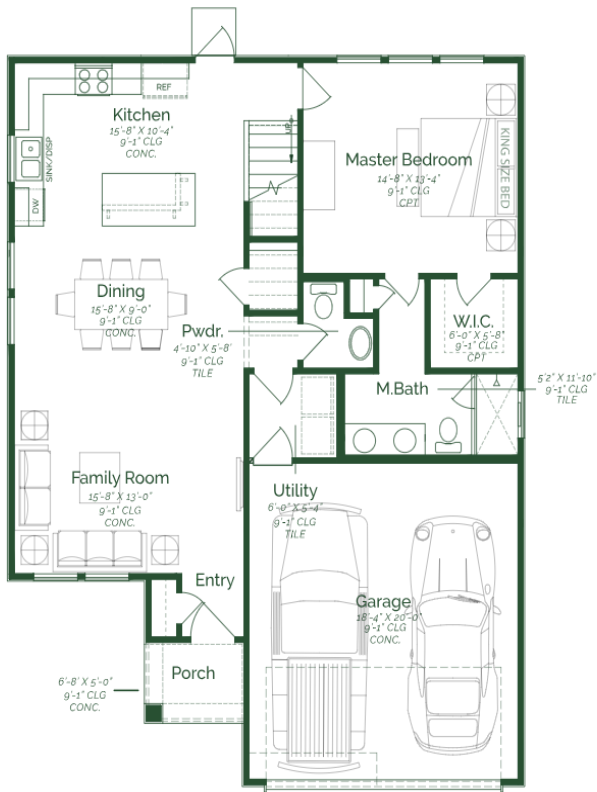 REF
Kitchen
15'-8" X 10'-4"
9'-1" CLG
CONC.
SINK/DISP
DW
UP
Master Bedroom
14'-8" X 13'-4"
9'-1" CLG
CPT
KING SIZE BED
Dining
15'-8" X 9'-0"
9'-1" CLG
CONC.
Pwdr.
4'-10" X 5'-8'
9'-1" CLG
TILE
W.I.C.
6'-0" X 5'-8"
9'-1" CLG
CPT
M.Bath
5'2" X 11'-10"
9'-1" CLG
TILE
Family Room
15'-8" X 13'-0"
9'-1" CLG
CONC.
Utility
6'-0" X 5'-4"
9'-1" CLG
TILE
Entry
Garage
18'-4" X 20'-0"
9'-1" CLG
CONC.
Porch
6'-8' X 5'-0"
9'-1" CLG
CONC.